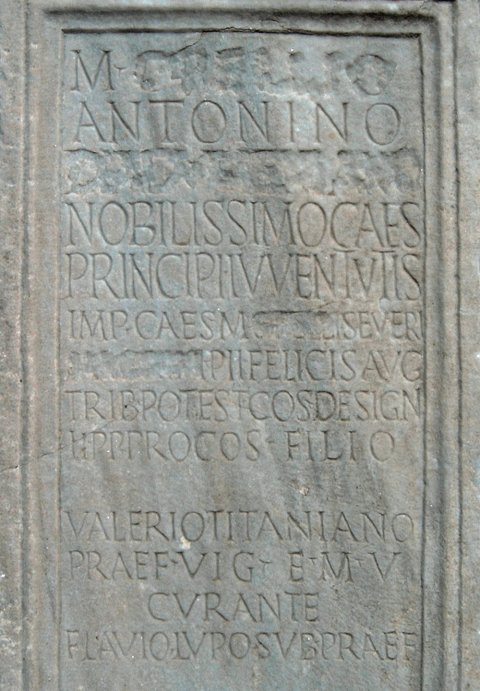 M
ANTONINO
NOBILISSIMO CAES
PRINCIPI·IVVENTVTIS
IMP·CAES M SEVERI
PII FELICIS AVG
TRIB POTEST COS DESIGN
II·P·P·PROCOS· FILIO
VALERIO TITANIANO
PRAEF·VIG· E·M·V
CVRANTE
FLAVIO·LVPO·SVBPRAEF